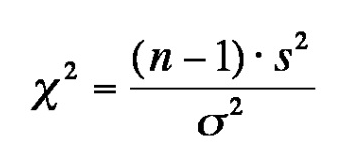 χ² = (n − 1) · s² / σ²